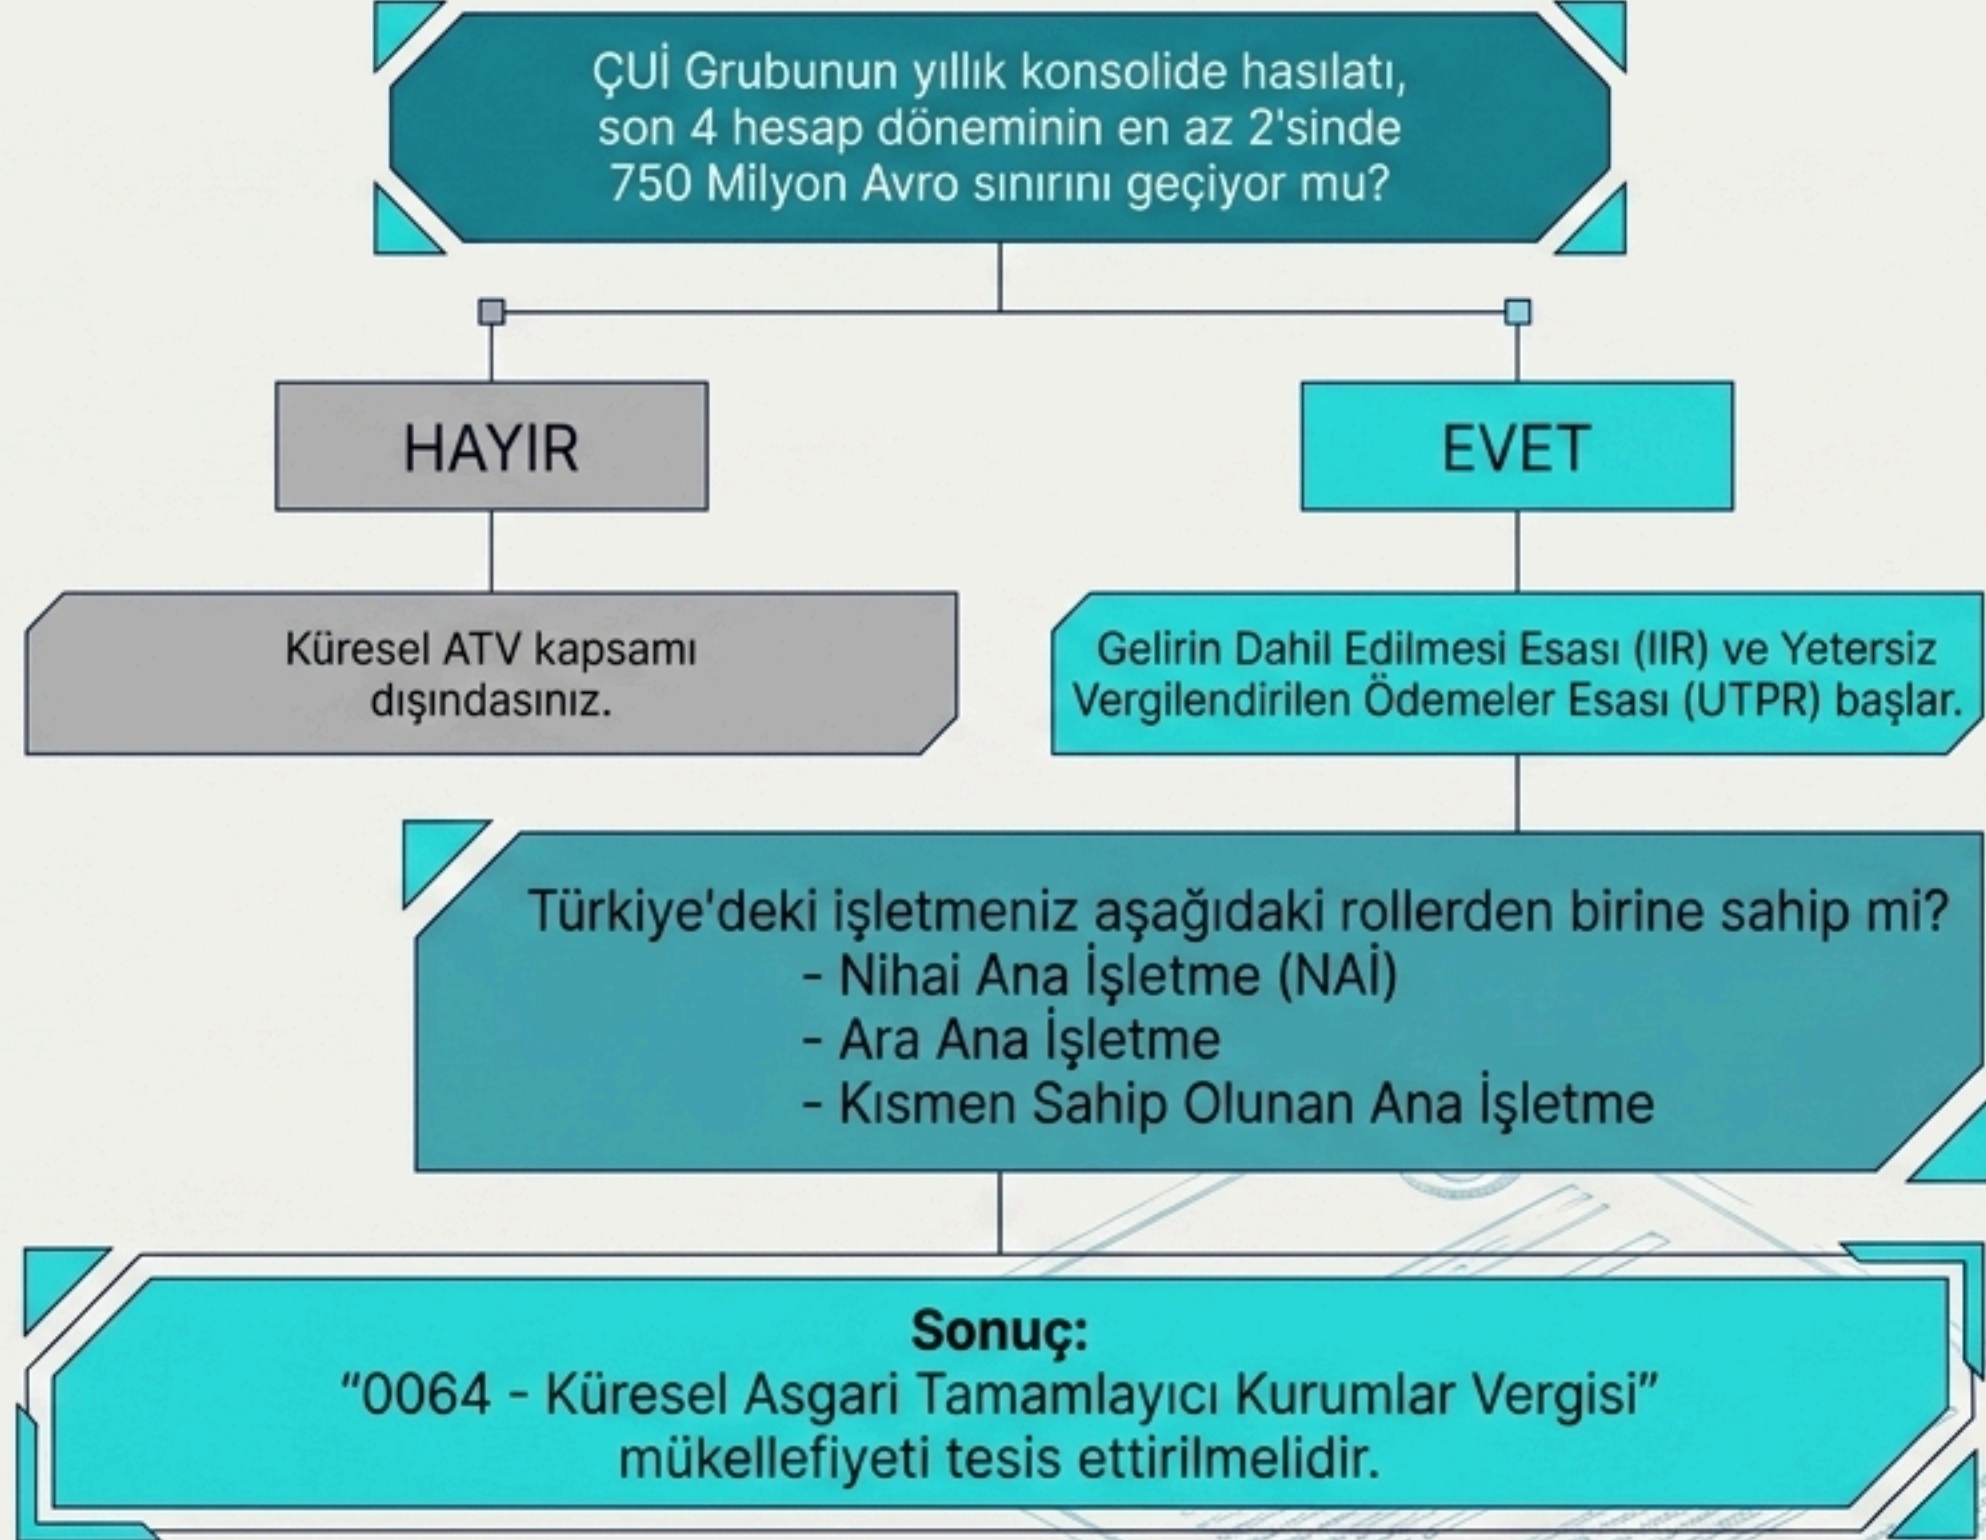 ÇUİ Grubunun yıllık konsolide hasılatı,
son 4 hesap döneminin en az 2'sinde
750 Milyon Avro sınırını geçiyor mu?
HAYIR
EVET
Küresel ATV kapsamı
dışındasınız.
Gelirin Dahil Edilmesi Esası (IIR) ve Yetersiz
Vergilendirilen Ödemeler Esası (UTPR) başlar.
Türkiye'deki işletmeniz aşağıdaki rollerden birine sahip mi?
- Nihai Ana İşletme (NAİ)
- Ara Ana İşletme
- Kısmen Sahip Olunan Ana İşletme
Sonuç:
“0064 - Küresel Asgari Tamamlayıcı Kurumlar Vergisi”
mükellefiyeti tesis ettirilmelidir.